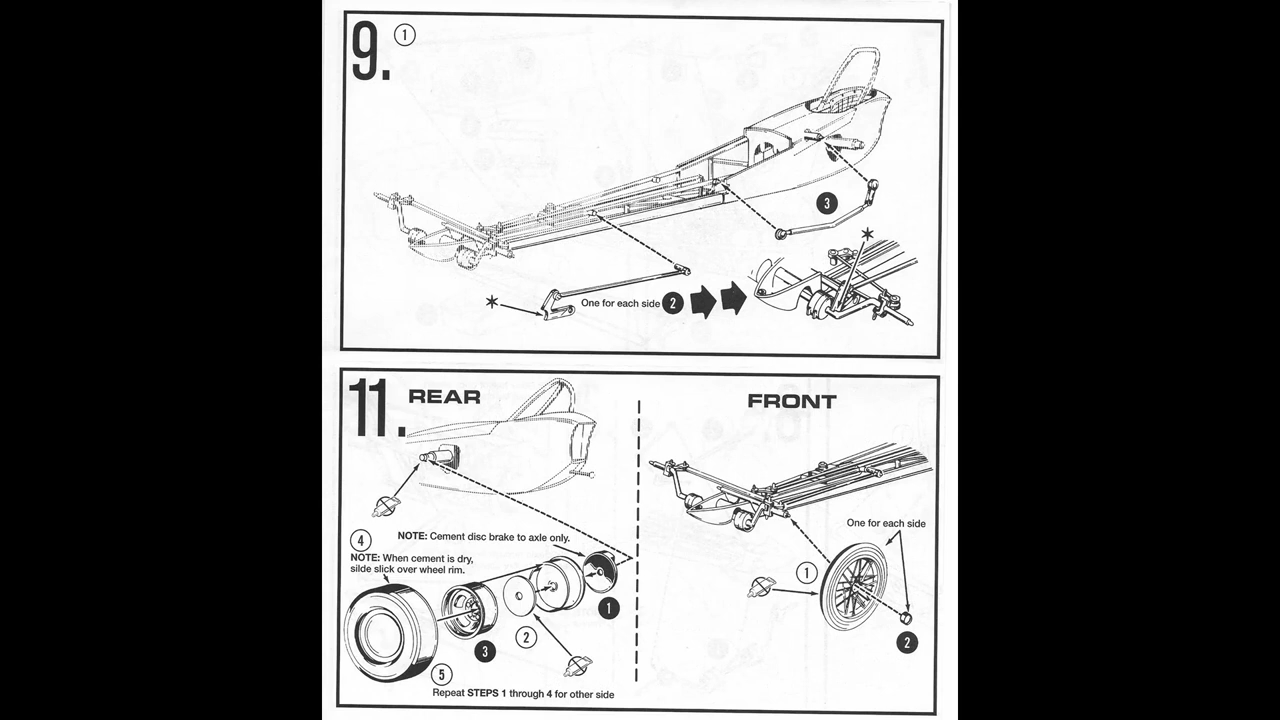 9.
1
3
*
*
One for each side 2
11.
REAR
FRONT
One for each side
4
NOTE: Cement disc brake to axle only.
NOTE: When cement is dry,
silde slick over wheel rim.
1
1
2
3
2
5
Repeat STEPS 1 through 4 for other side